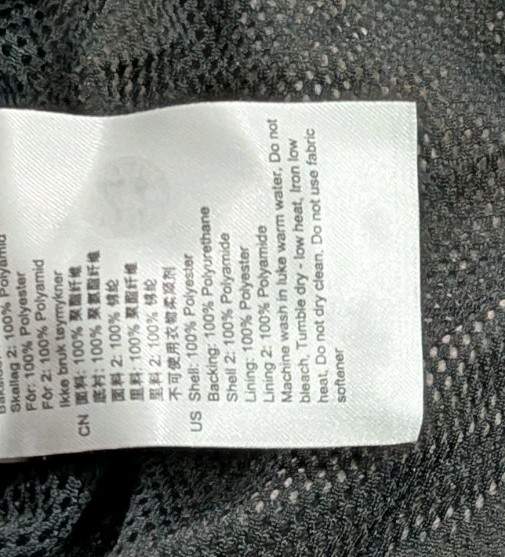 Skallag 2: 100% Polyamid
Fôr: 100% Polyester
Fôr 2: 100% Polyamid
Ikke bruk tøymykner
CN 面料: 100% 聚酯纤维
底衬: 100% 聚氨酯纤维
面料 2: 100% 锦纶
里料: 100% 聚酯纤维
里料 2: 100% 锦纶
不可使用衣物柔顺剂
US Shell: 100% Polyester
Backing: 100% Polyurethane
Shell 2: 100% Polyamide
Lining: 100% Polyester
Lining 2: 100% Polyamide
Machine wash in luke warm water, Do not
bleach, Tumble dry - low heat, Iron low
heat, Do not dry clean, Do not use fabric
softener